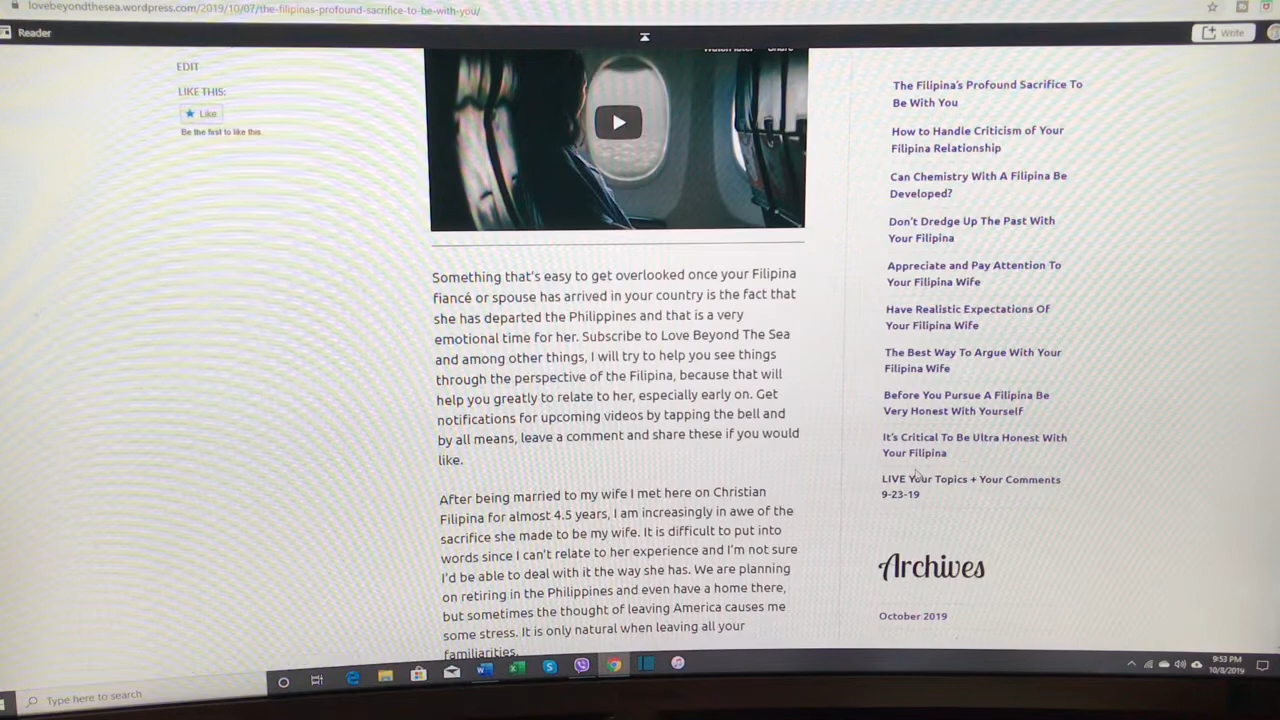 lovebeyondthesea.wordpress.com/2019/10/07/the-filipinas-profound-sacrifice-to-be-with-you/
Reader
Write
EDIT
LIKE THIS:
Like
Be the first to like this.
Something that's easy to get overlooked once your Filipina
fiancé or spouse has arrived in your country is the fact that
she has departed the Philippines and that is a very
emotional time for her. Subscribe to Love Beyond The Sea
and among other things, I will try to help you see things
through the perspective of the Filipina, because that will
help you greatly to relate to her, especially early on. Get
notifications for upcoming videos by tapping the bell and
by all means, leave a comment and share these if you would
like.
After being married to my wife I met here on Christian
Filipina for almost 4.5 years, I am increasingly in awe of the
sacrifice she made to be my wife. It is difficult to put into
words since I can't relate to her experience and I'm not sure
I'd be able to deal with it the way she has. We are planning
on retiring in the Philippines and even have a home there,
but sometimes the thought of leaving America causes me
some stress. It is only natural when leaving all your
familiarities.
The Filipina's Profound Sacrifice To
Be With You
How to Handle Criticism of Your
Filipina Relationship
Can Chemistry With A Filipina Be
Developed?
Don't Dredge Up The Past With
Your Filipina
Appreciate and Pay Attention To
Your Filipina Wife
Have Realistic Expectations Of
Your Filipina Wife
The Best Way To Argue With Your
Filipina Wife
Before You Pursue A Filipina Be
Very Honest With Yourself
It's Critical To Be Ultra Honest With
Your Filipina
LIVE Your Topics + Your Comments
9-23-19
Archives
October 2019
Type here to search
9:53 PM
10/8/2019